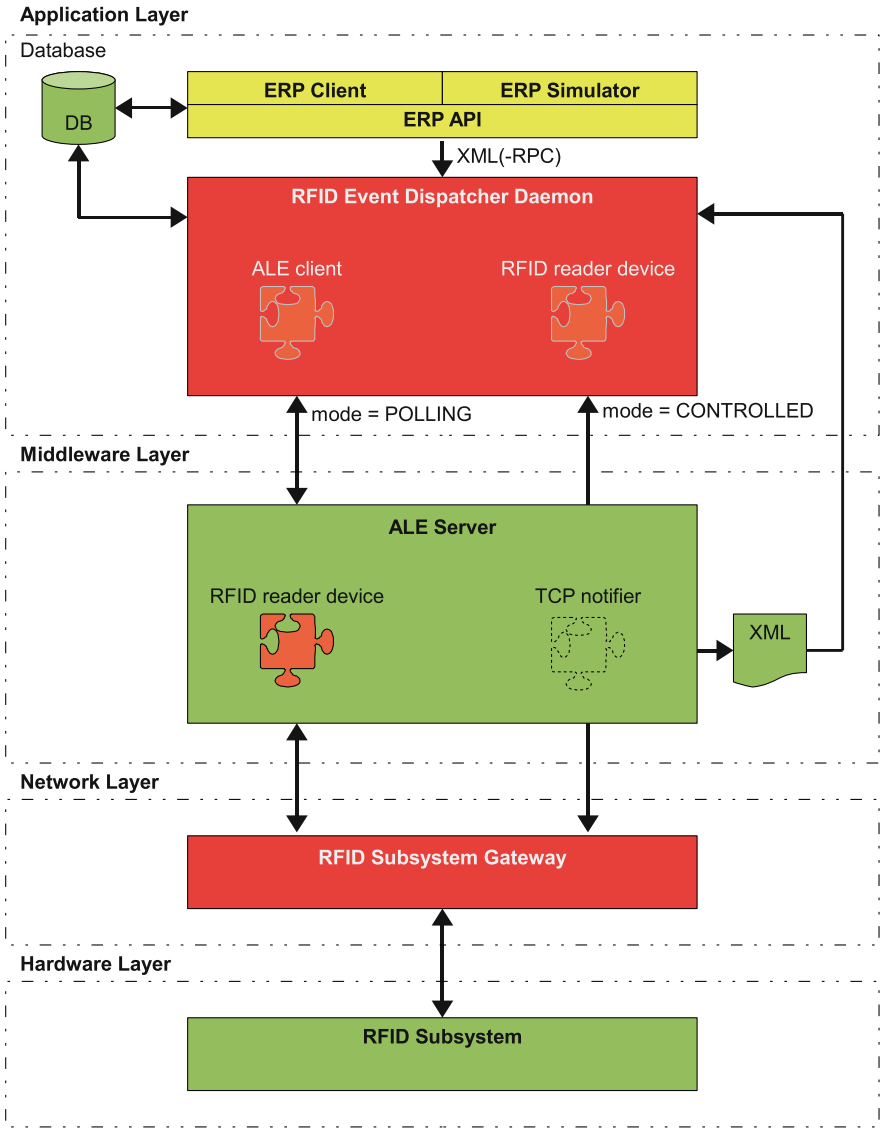 Application Layer
Database
DB
ERP Client
ERP Simulator
ERP API
XML(-RPC)
RFID Event Dispatcher Daemon
ALE client
RFID reader device
mode = POLLING
mode = CONTROLLED
Middleware Layer
ALE Server
RFID reader device
TCP notifier
XML
Network Layer
RFID Subsystem Gateway
Hardware Layer
RFID Subsystem